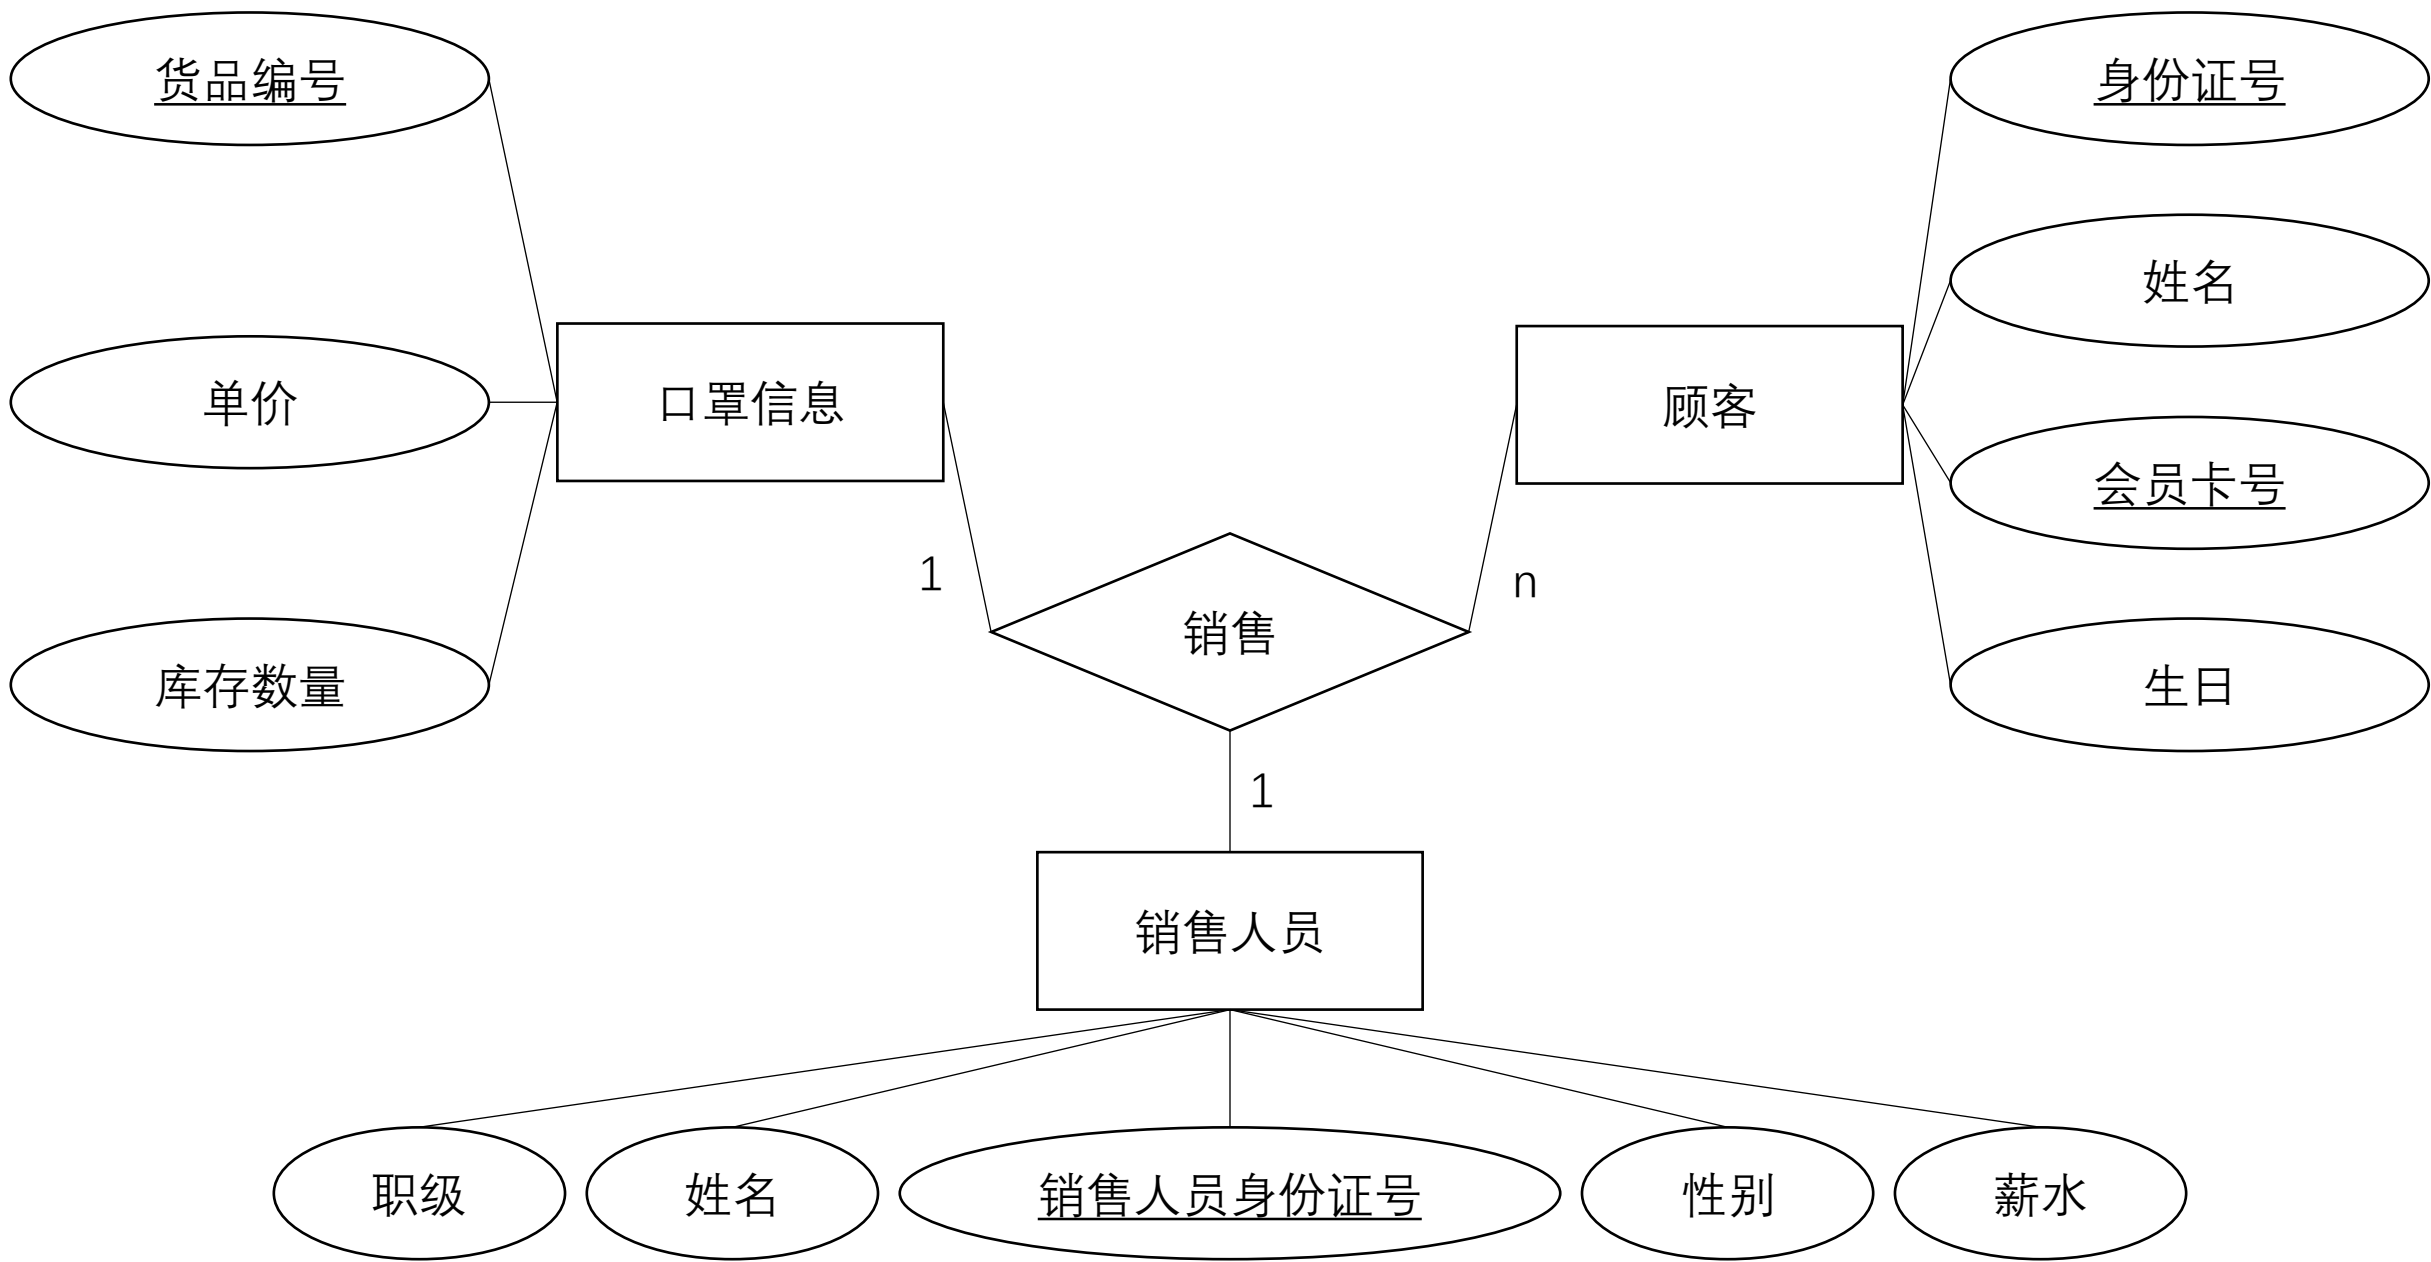 货品编号
身份证号
姓名
单价
口罩信息
顾客
会员卡号
1
n
销售
库存数量
生日
1
销售人员
职级
姓名
销售人员身份证号
性别
薪水